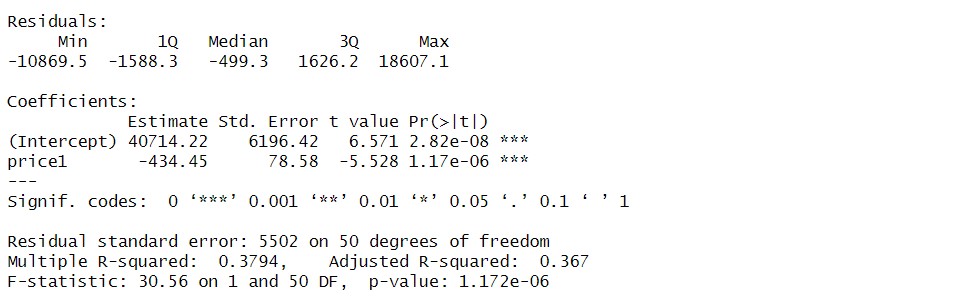 Residuals:
     Min       1Q   Median       3Q      Max
-10869.5  -1588.3   -499.3   1626.2  18607.1
Coefficients:
            Estimate Std. Error t value Pr(>|t|)
(Intercept) 40714.22    6196.42   6.571 2.82e-08 ***
price1       -434.45      78.58  -5.528 1.17e-06 ***
---
Signif. codes:  0 ‘***’ 0.001 ‘**’ 0.01 ‘*’ 0.05 ‘.’ 0.1 ‘ ’ 1
Residual standard error: 5502 on 50 degrees of freedom
Multiple R-squared:  0.3794,    Adjusted R-squared:  0.367
F-statistic: 30.56 on 1 and 50 DF,  p-value: 1.172e-06